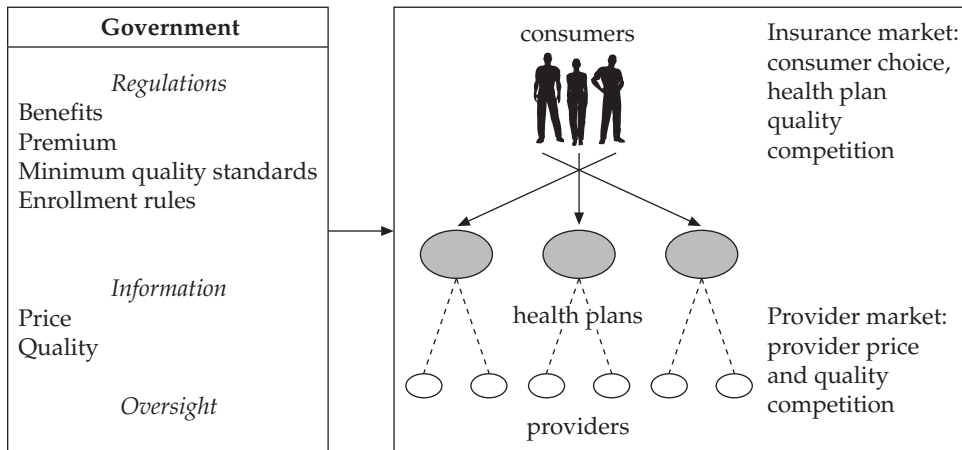 Government
Regulations
Benefits
Premium
Minimum quality standards
Enrollment rules
Information
Price
Quality
Oversight
consumers
Insurance market:
consumer choice,
health plan
quality
competition
health plans
Provider market:
provider price
and quality
competition
providers